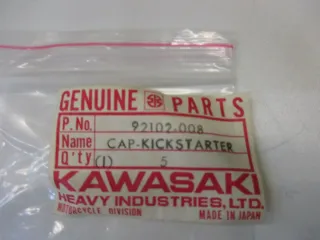 GENUINE PARTS
P. No. 92102-008
Name CAP-KICKSTARTER
Q'ty (1) 5
KAWASAKI
HEAVY INDUSTRIES, LTD.
MOTORCYCLE DIVISION MADE IN JAPAN